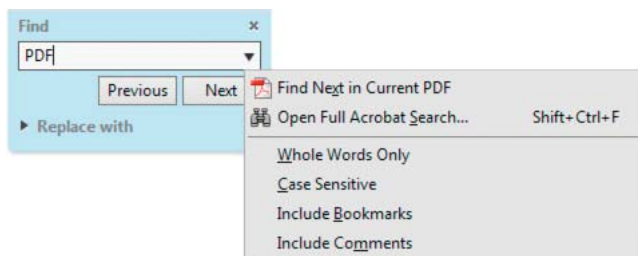 Find ×
PDF
Previous Next
Replace with
Find Next in Current PDF
Open Full Acrobat Search... Shift+Ctrl+F
Whole Words Only
Case Sensitive
Include Bookmarks
Include Comments